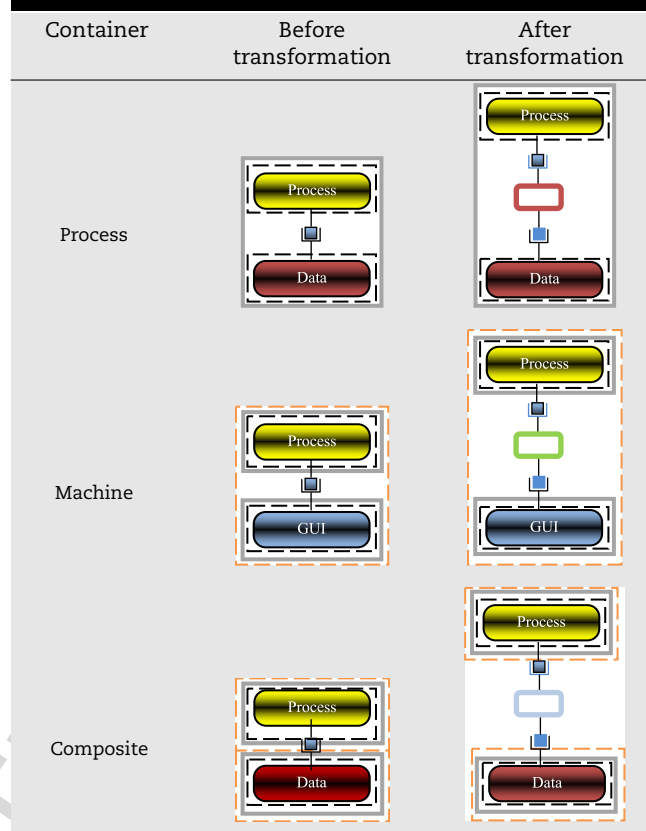 Container
Before
transformation
After
transformation
Process
Process
Data
Process
Data
Machine
Process
GUI
Process
GUI
Composite
Process
Data
Process
Data